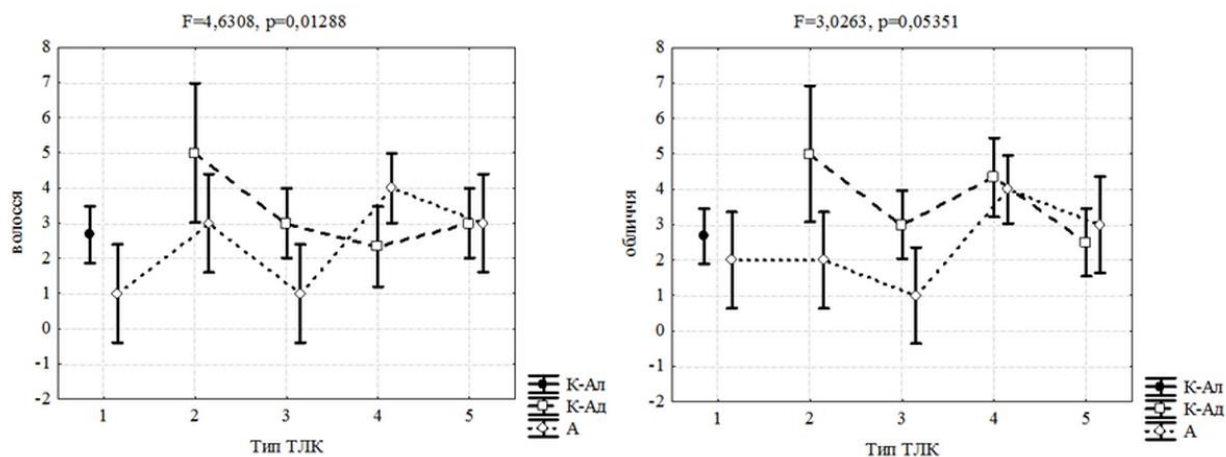 F=4,6308, p=0,01288
8
7
6
5
4
3
2
1
0
-1
-2
волосся
1 2 3 4 5
Тип ТЛК
К-Ал
К-Ад
А
F=3,0263, p=0,05351
8
7
6
5
4
3
2
1
0
-1
-2
обличчя
1 2 3 4 5
Тип ТЛК
К-Ал
К-Ад
А